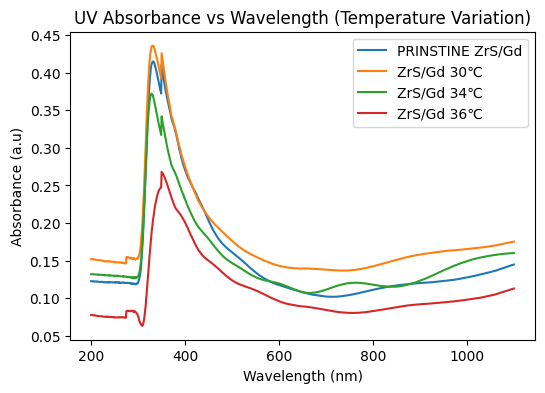 UV Absorbance vs Wavelength (Temperature Variation)
0.45
0.40
0.35
0.30
0.25
0.20
0.15
0.10
0.05
Absorbance (a.u)
PRINSTINE ZrS/Gd
ZrS/Gd 30℃
ZrS/Gd 34℃
ZrS/Gd 36℃
200 400 600 800 1000
Wavelength (nm)